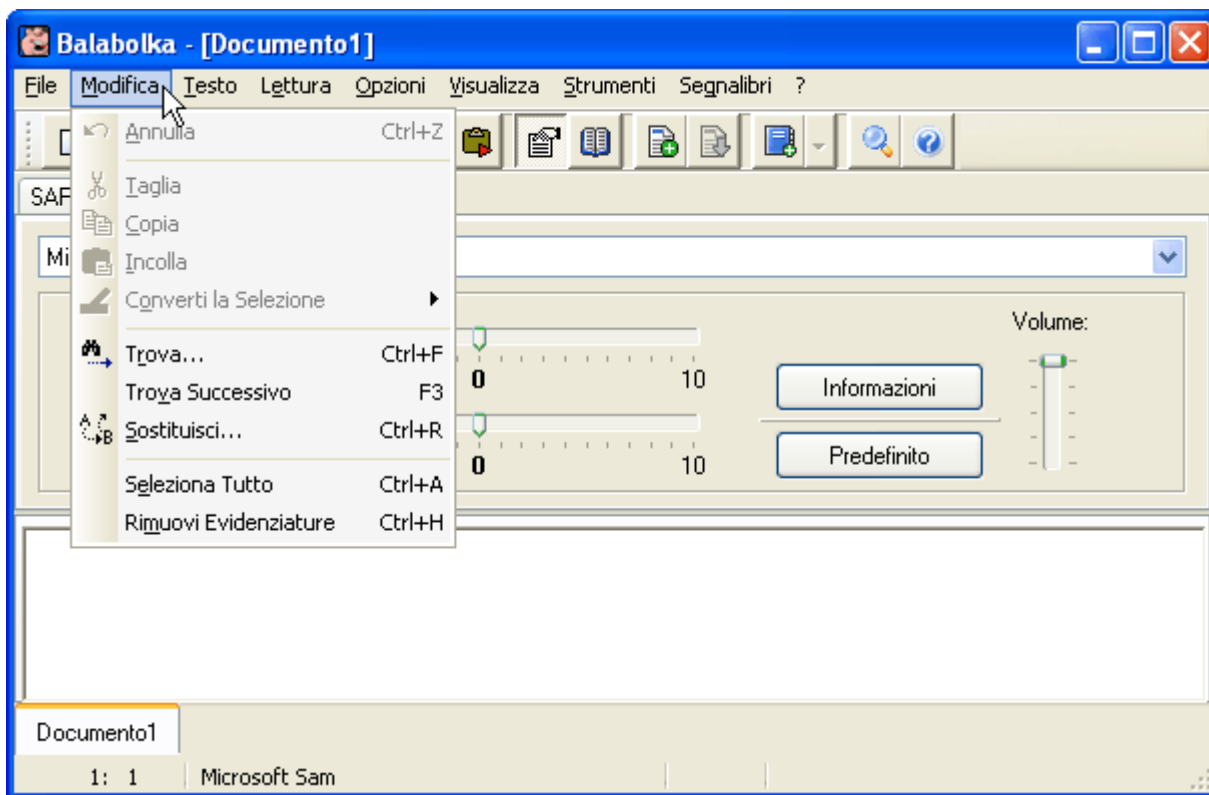 Balabolka - [Documento1]
File Modifica Testo Lettura Opzioni Visualizza Strumenti Segnalibri ?
Annulla Ctrl+Z
Taglia
Copia
Incolla
Converti la Selezione
Trova... Ctrl+F
Trova Successivo F3
Sostituisci... Ctrl+R
Seleziona Tutto Ctrl+A
Rimuovi Evidenziature Ctrl+H
0 10
0 10
Informazioni
Predefinito
Volume:
Documento1
1: 1 Microsoft Sam